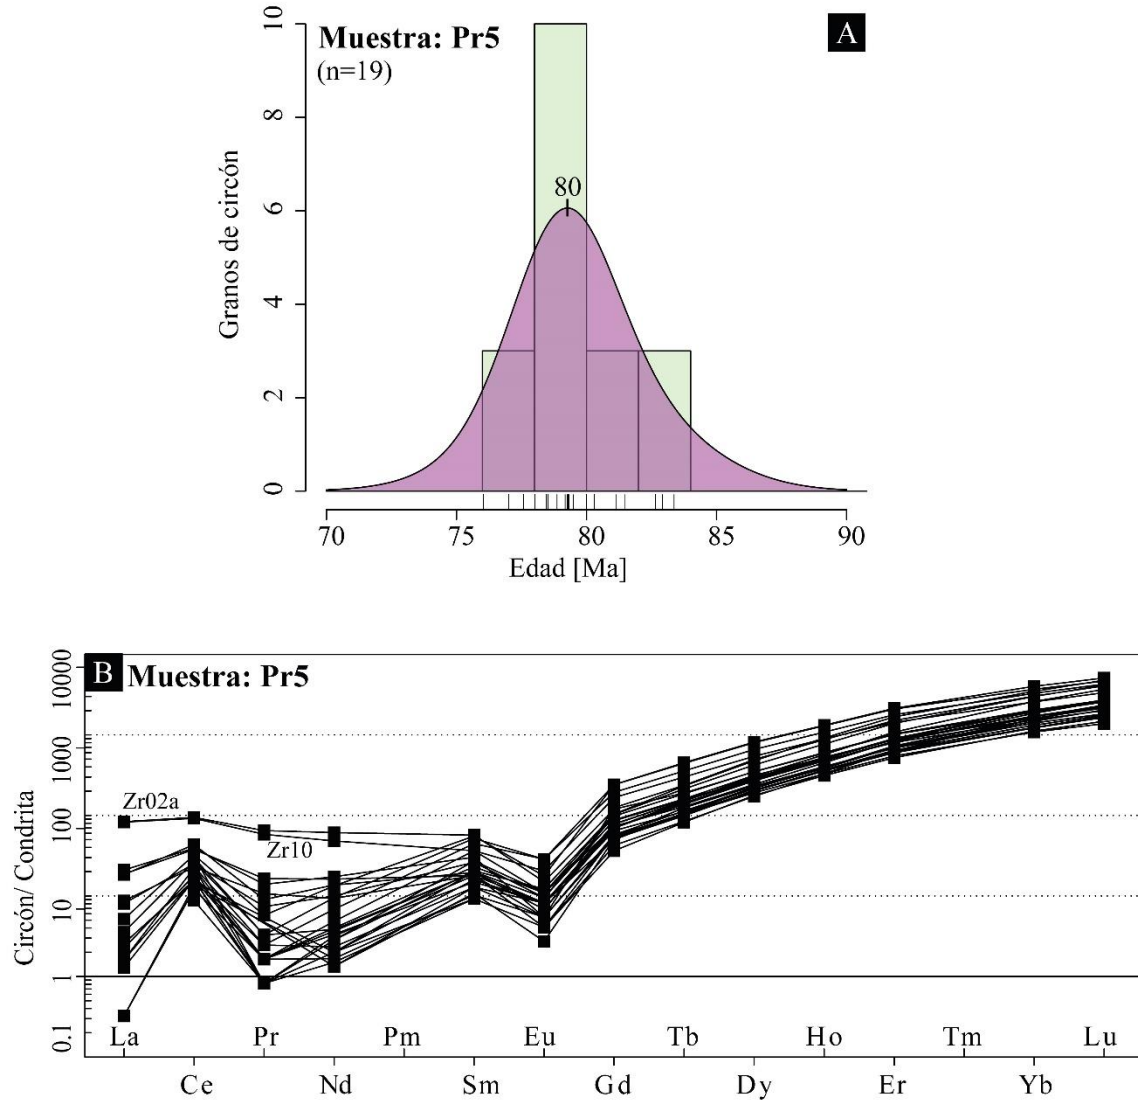 Muestra: Pr5
A
(n=19)
Granos de circón
0 2 4 6 8 10
80
70 75 80 85 90
Edad [Ma]
B Muestra: Pr5
Circón/ Condrita
0.1 1 10 100 1000 10000
Zr02a
Zr10
La Pr Pm Eu Tb Ho Tm Lu
Ce Nd Sm Gd Dy Er Yb